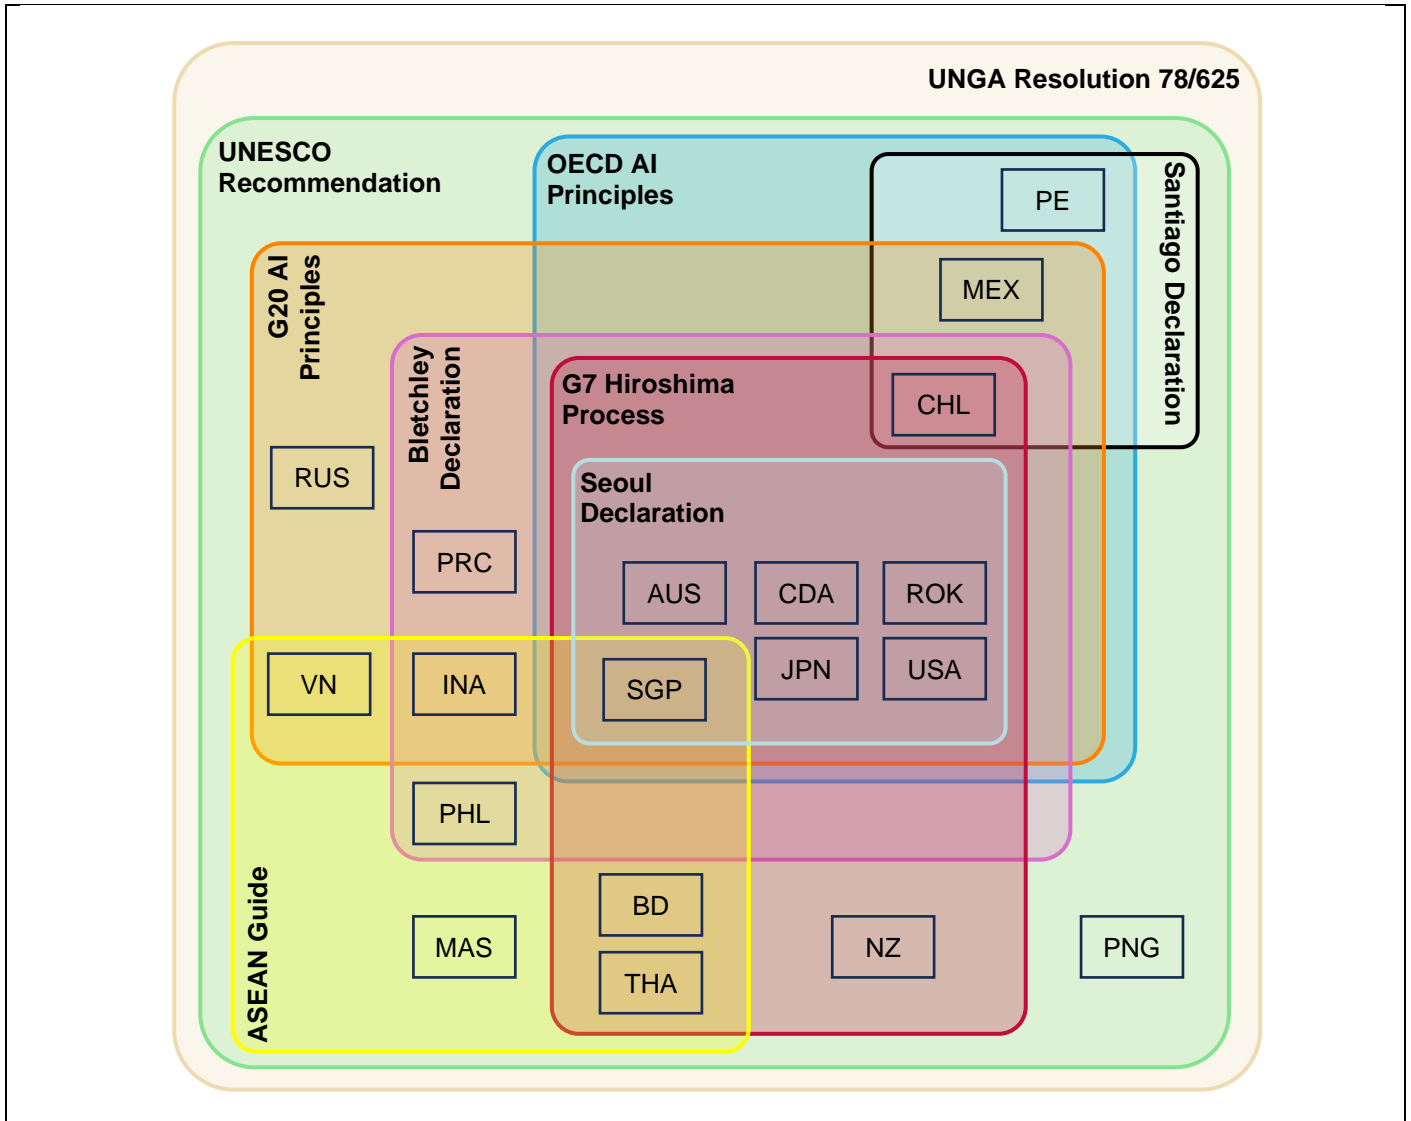 UNGA Resolution 78/625
UNESCO
Recommendation
OECD AI
Principles
Santiago Declaration
PE
G20 AI
Principles
MEX
Bletchley
Declaration
G7 Hiroshima
Process
CHL
RUS
Seoul
Declaration
PRC
AUS
CDA
ROK
VN
INA
SGP
JPN
USA
PHL
ASEAN Guide
BD
MAS
NZ
PNG
THA